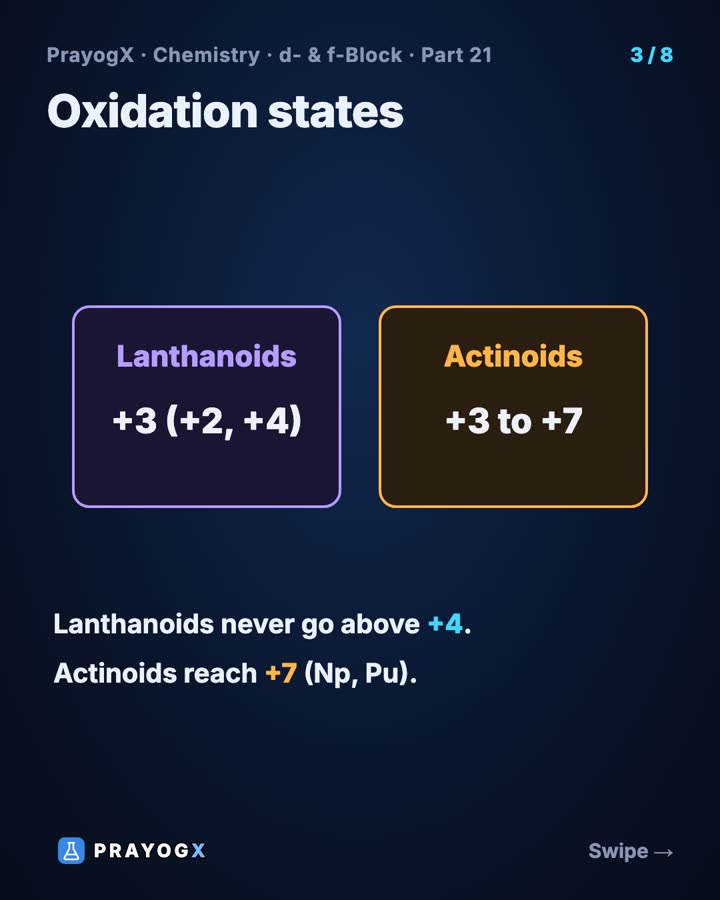 PrayogX · Chemistry · d- & f-Block · Part 21
3 / 8
Oxidation states
Lanthanoids
+3 (+2, +4)
Actinoids
+3 to +7
Lanthanoids never go above +4.
Actinoids reach +7 (Np, Pu).
PRAYOGX
Swipe →